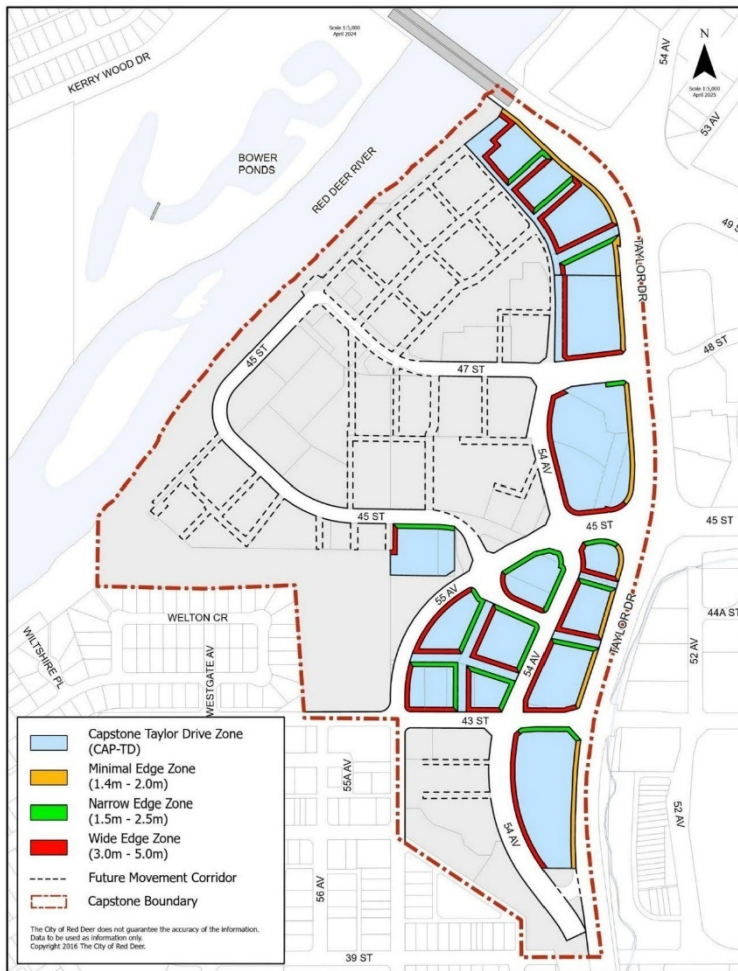 Scale 1:5,000
April 2024
N
Scale 1:5,000
April 2025
KERRY WOOD DR
54 AV
53 AV
BOWER
PONDS
RED DEER RIVER
49 S
TAYLOR DR
48 ST
45 ST
47 ST
54 AV
45 ST
45 ST
45 ST
55 AV
44A ST
WELTON CR
TAYLOR DR
52 AV
WILTSHIRE PL
WESTGATE AV
54 AV
43 ST
Capstone Taylor Drive Zone
(CAP-TD)
Minimal Edge Zone
(1.4m - 2.0m)
Narrow Edge Zone
(1.5m - 2.5m)
Wide Edge Zone
(3.0m - 5.0m)
Future Movement Corridor
Capstone Boundary
The City of Red Deer does not guarantee the accuracy of the information.
Data to be used as information only.
Copyright 2016 The City of Red Deer.
55A AV
52 AV
54 AV
56 AV
39 ST